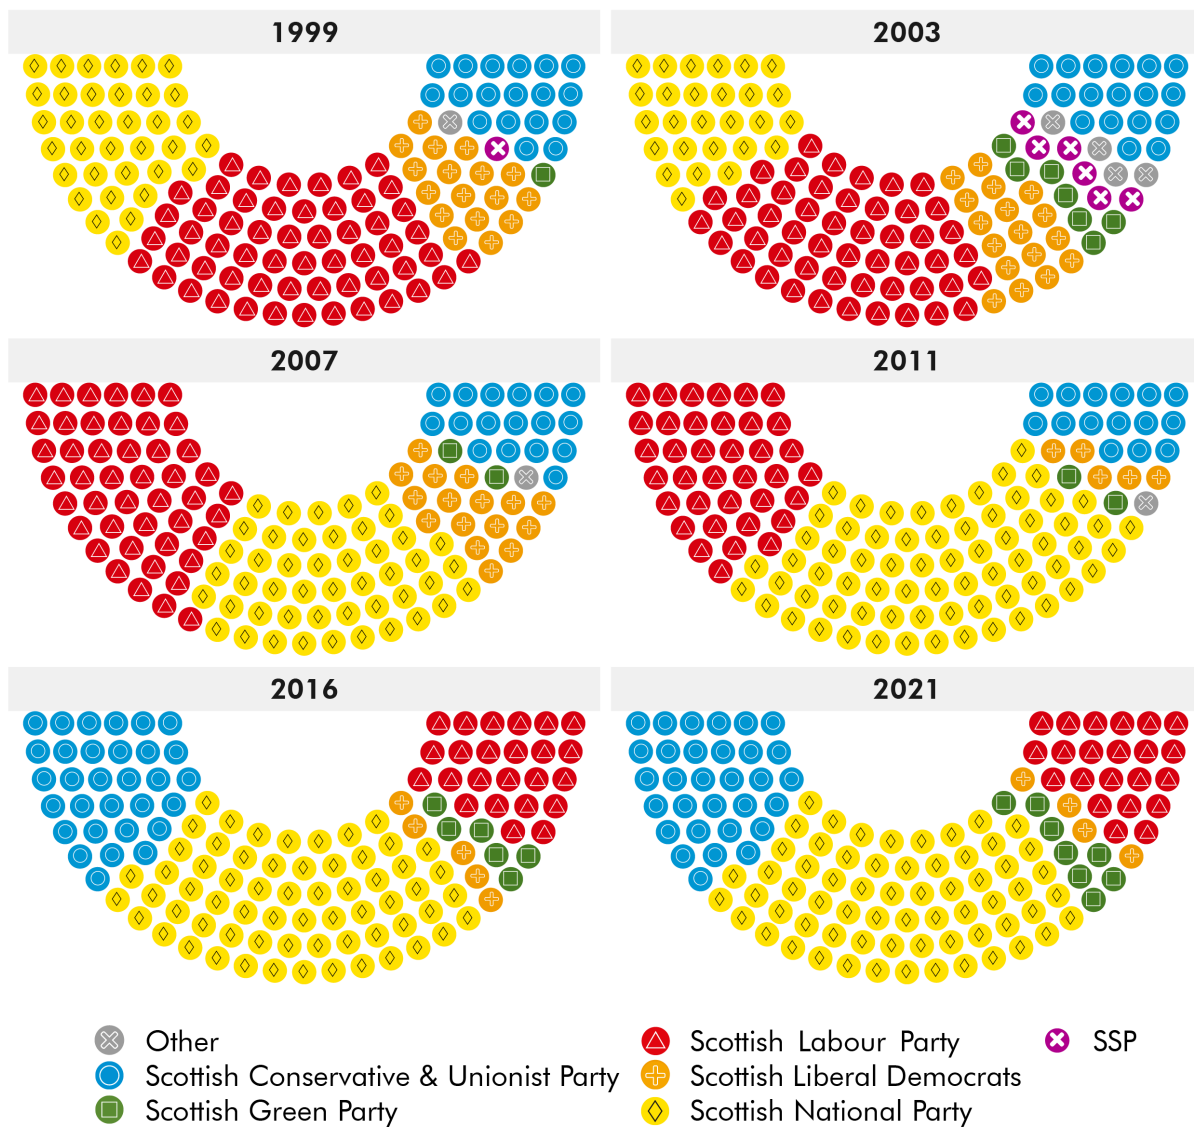 1999
2003
2007
2011
2016
2021
Other
Scottish Labour Party
SSP
Scottish Conservative & Unionist Party
Scottish Liberal Democrats
Scottish Green Party
Scottish National Party